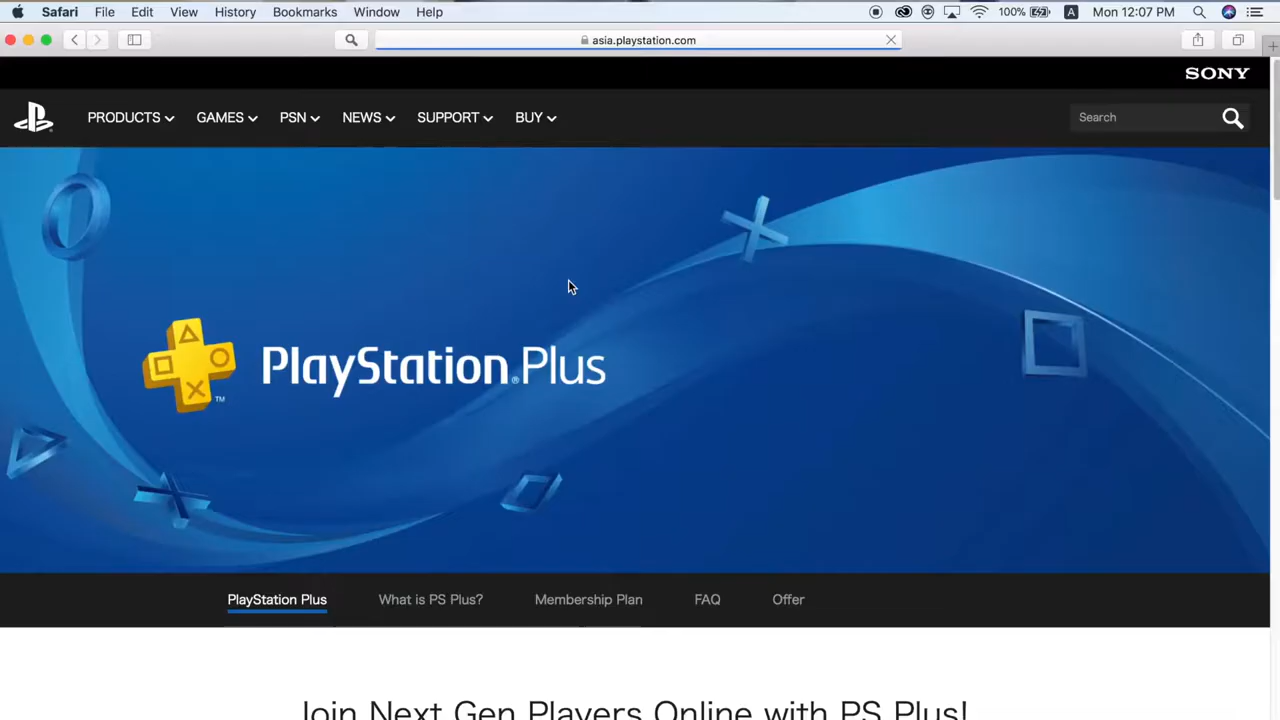 Safari File Edit View History Bookmarks Window Help 100% A Mon 12:07 PM
asia.playstation.com
SONY
PRODUCTS GAMES PSN NEWS SUPPORT BUY Search
PlayStation®Plus
TM
PlayStation Plus What is PS Plus? Membership Plan FAQ Offer
Join Next Gen Players Online with PS Plus!